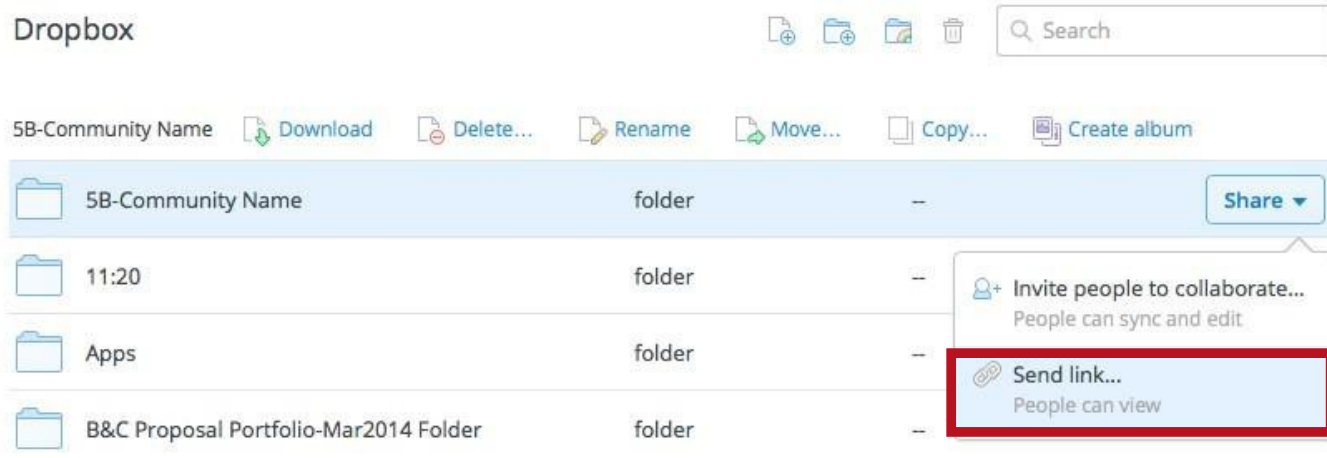 Dropbox
Search
5B-Community Name Download Delete... Rename Move... Copy... Create album
5B-Community Name folder -- Share
11:20 folder --
Invite people to collaborate...
People can sync and edit
Apps folder --
Send link...
People can view
B&C Proposal Portfolio-Mar2014 Folder folder --